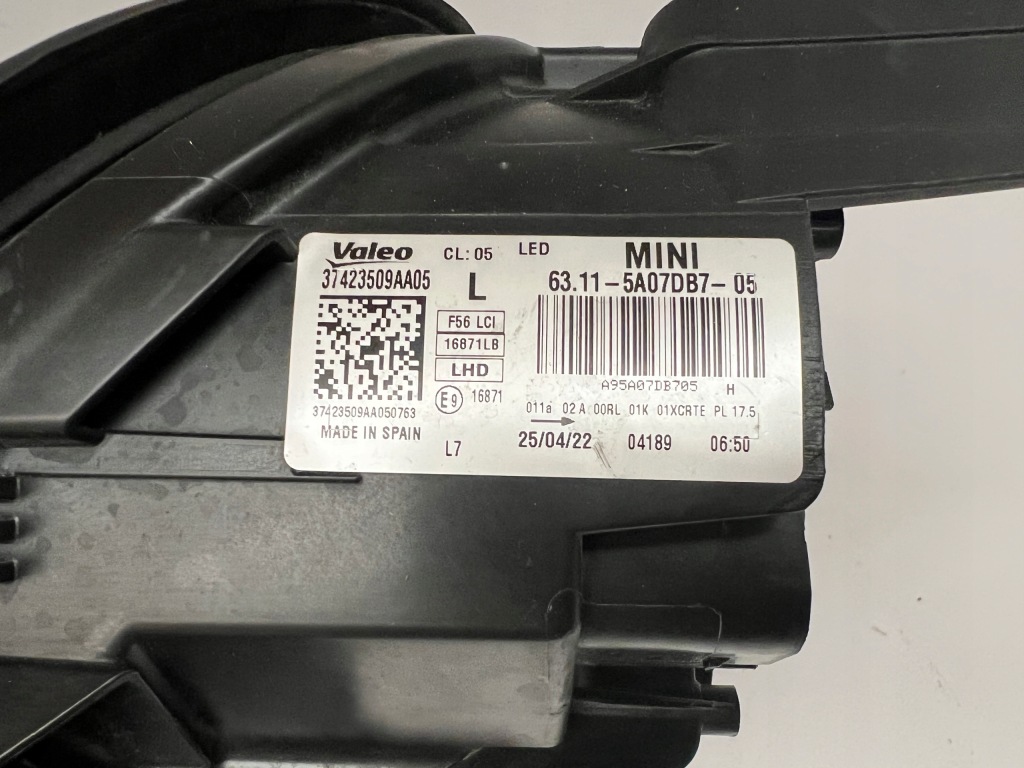 Valeo CL: 05 LED MINI
37423509AA05 L 63.11-5A07DB7-05
F56 LCI
16871LB
LHD
E9 16871
A95A07DB705 H
37423509AA050763
011a 02A 00RL 01K 01XCRTE PL 17.5
MADE IN SPAIN
L7 25/04/22 04189 06:50